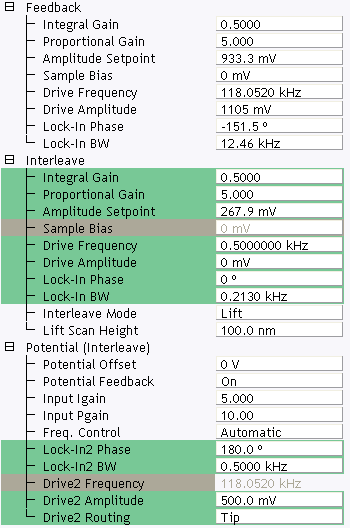 Feedback
Integral Gain 0.5000
Proportional Gain 5.000
Amplitude Setpoint 933.3 mV
Sample Bias 0 mV
Drive Frequency 118.0520 kHz
Drive Amplitude 1105 mV
Lock-In Phase -151.5 º
Lock-In BW 12.46 kHz
Interleave
Integral Gain 0.5000
Proportional Gain 5.000
Amplitude Setpoint 267.9 mV
Sample Bias 0 mV
Drive Frequency 0.5000000 kHz
Drive Amplitude 0 mV
Lock-In Phase 0 º
Lock-In BW 0.2130 kHz
Interleave Mode Lift
Lift Scan Height 100.0 nm
Potential (Interleave)
Potential Offset 0 V
Potential Feedback On
Input Igain 5.000
Input Pgain 10.00
Freq. Control Automatic
Lock-In2 Phase 180.0 º
Lock-In2 BW 0.5000 kHz
Drive2 Frequency 118.0520 kHz
Drive2 Amplitude 500.0 mV
Drive2 Routing Tip